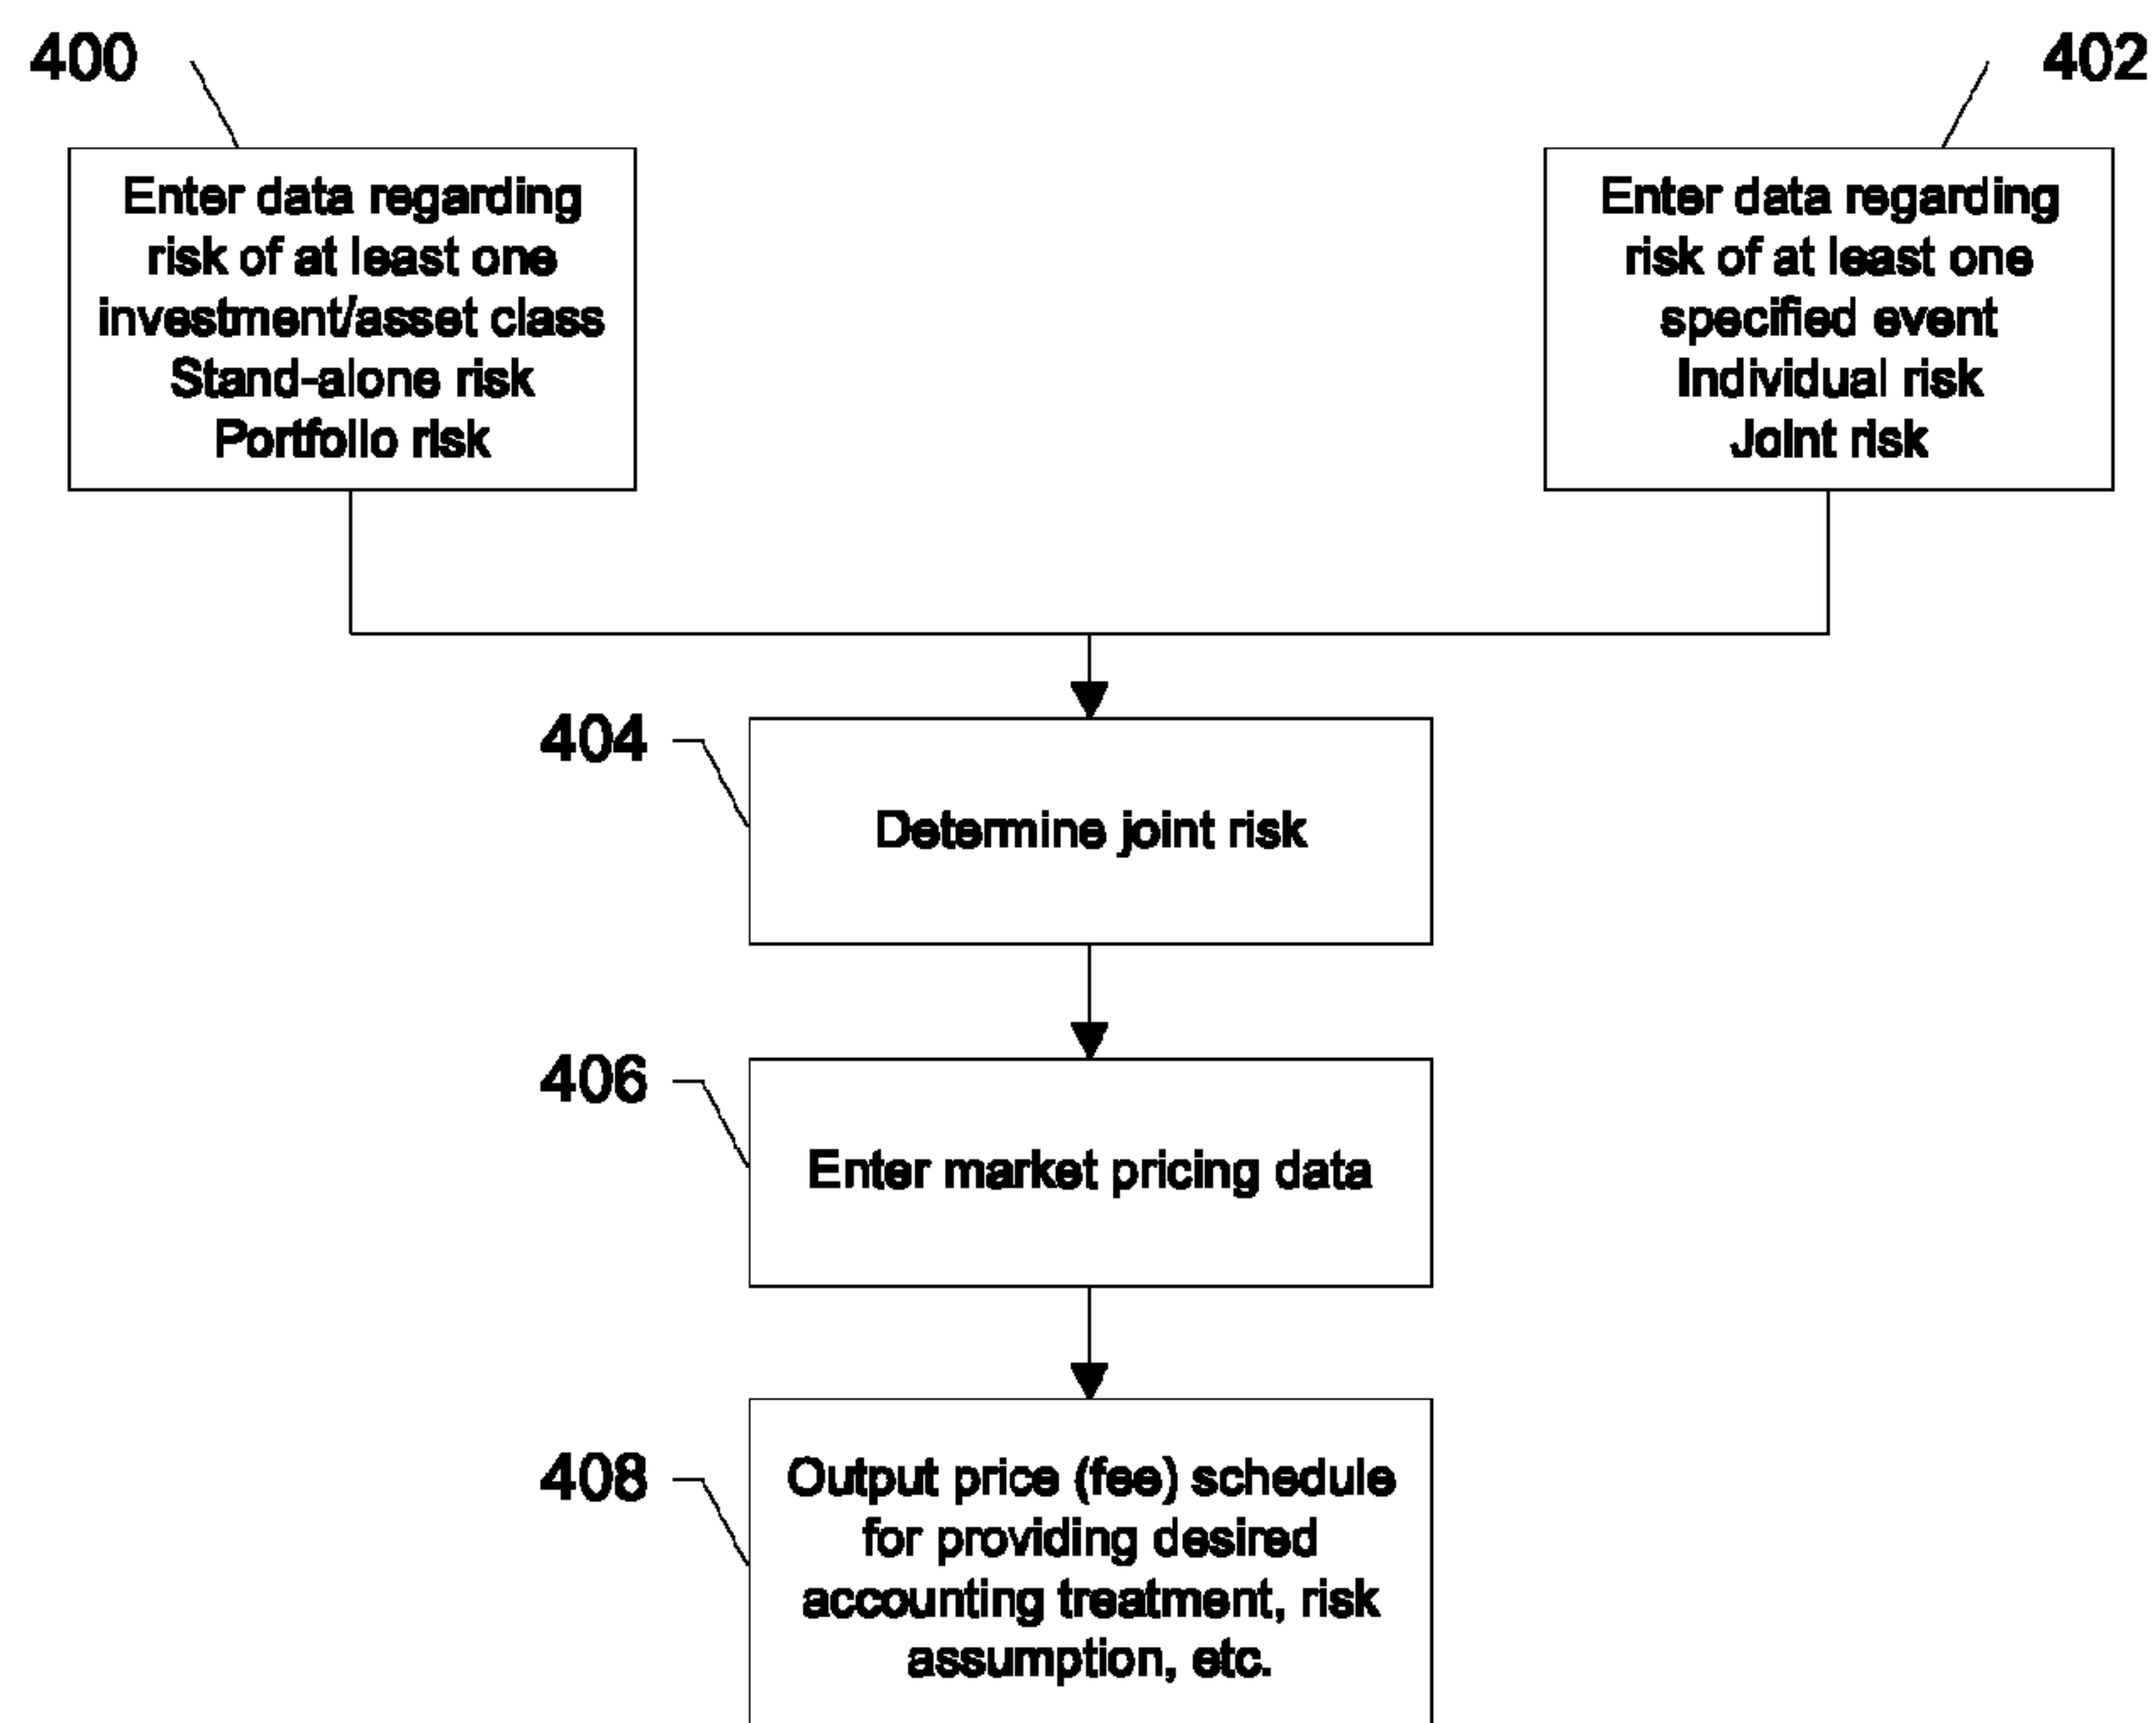 400
402
Enter data regarding
risk of at least one
investment/asset class
Stand-alone risk
Portfolio risk
Enter data regarding
risk of at least one
specified event
Individual risk
Joint risk
404
Determine joint risk
406
Enter market pricing data
408
Output price (fee) schedule
for providing desired
accounting treatment, risk
assumption, etc.